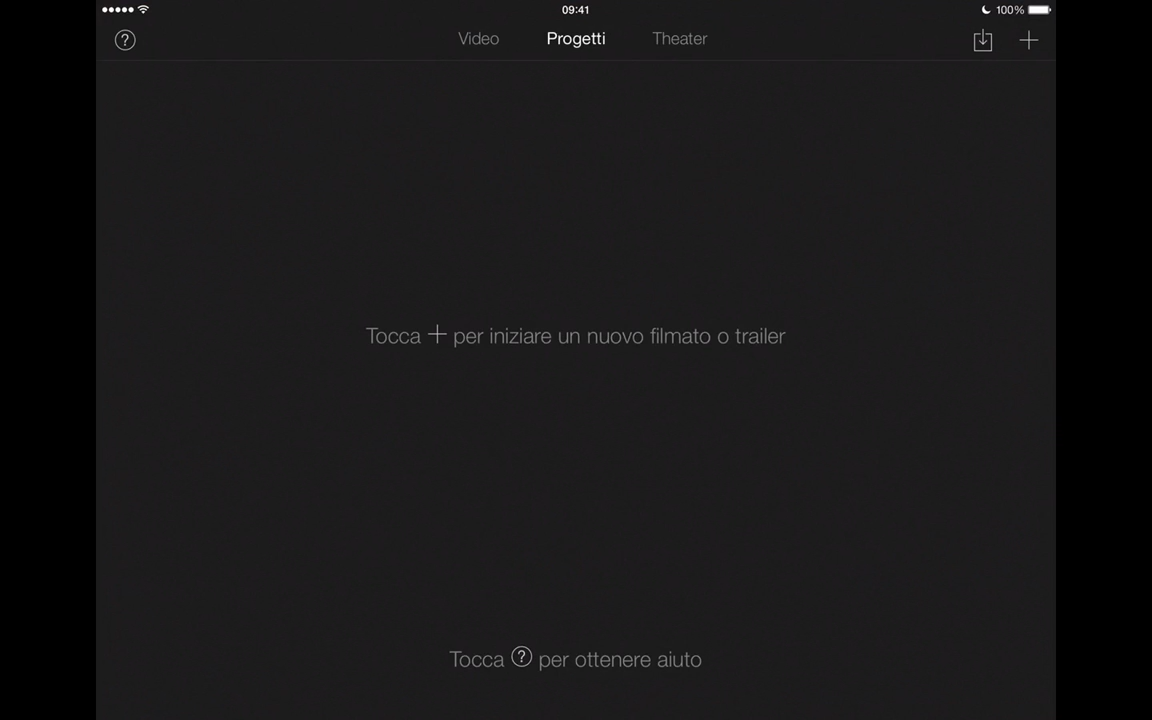 09:41
100%
?
Video
Progetti
Theater
Tocca + per iniziare un nuovo filmato o trailer
Tocca ? per ottenere aiuto